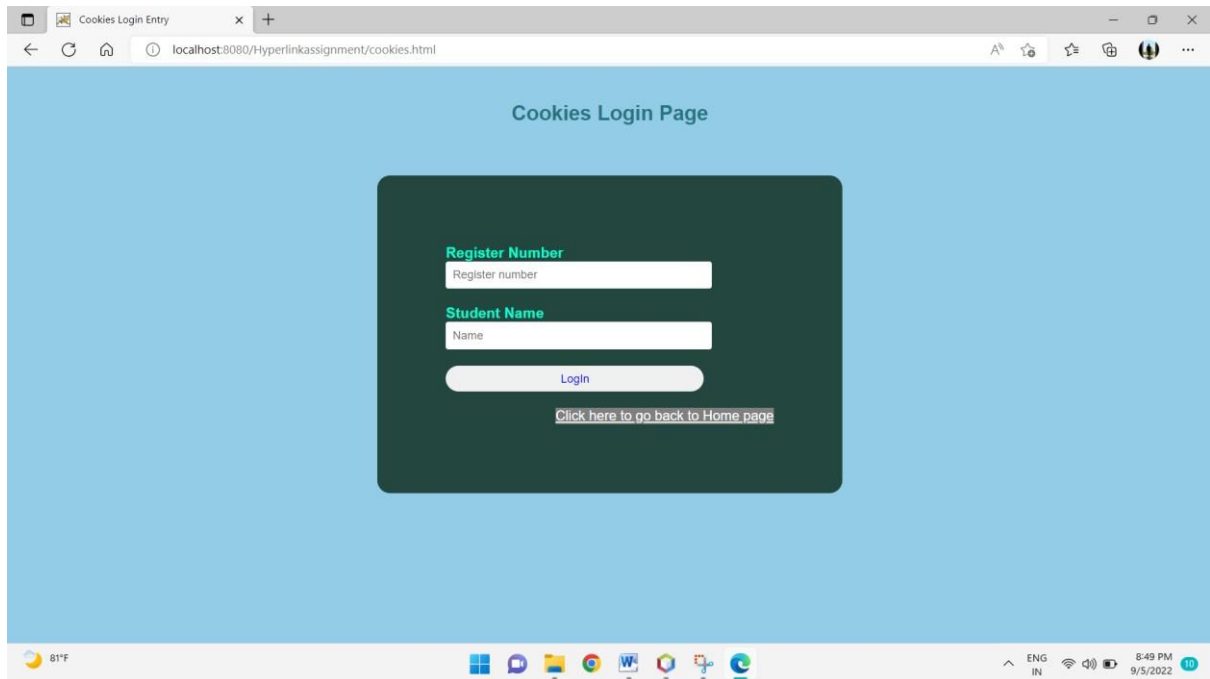 Cookies Login Entry
localhost:8080/Hyperlinkassignment/cookies.html
Cookies Login Page
Register Number
Register number
Student Name
Name
LogIn
Click here to go back to Home page
81°F
ENG
IN
8:49 PM
9/5/2022
10